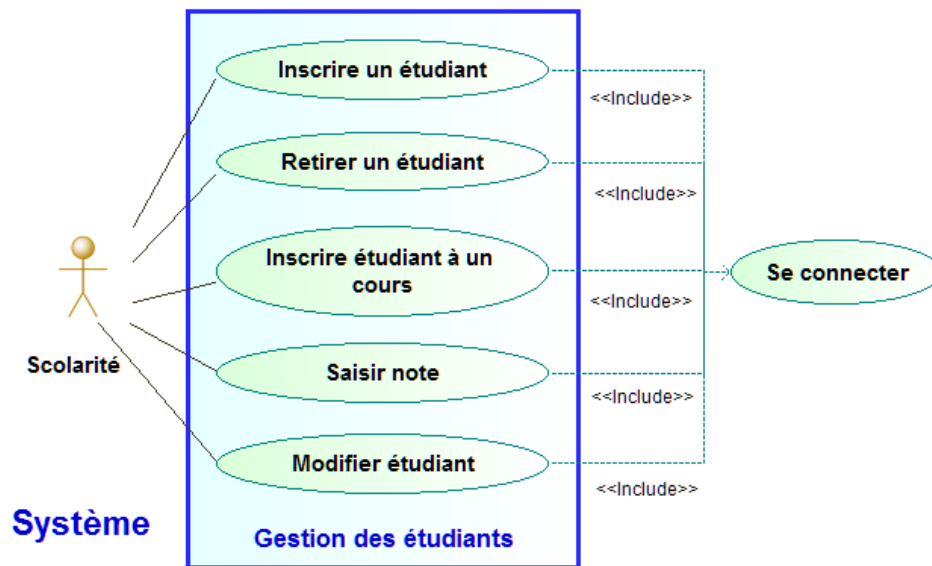 Inscrire un étudiant
<<Include>>
Retirer un étudiant
<<Include>>
Inscrire étudiant à un
cours
Se connecter
<<Include>>
Scolarité
Saisir note
<<Include>>
Modifier étudiant
<<Include>>
Système
Gestion des étudiants